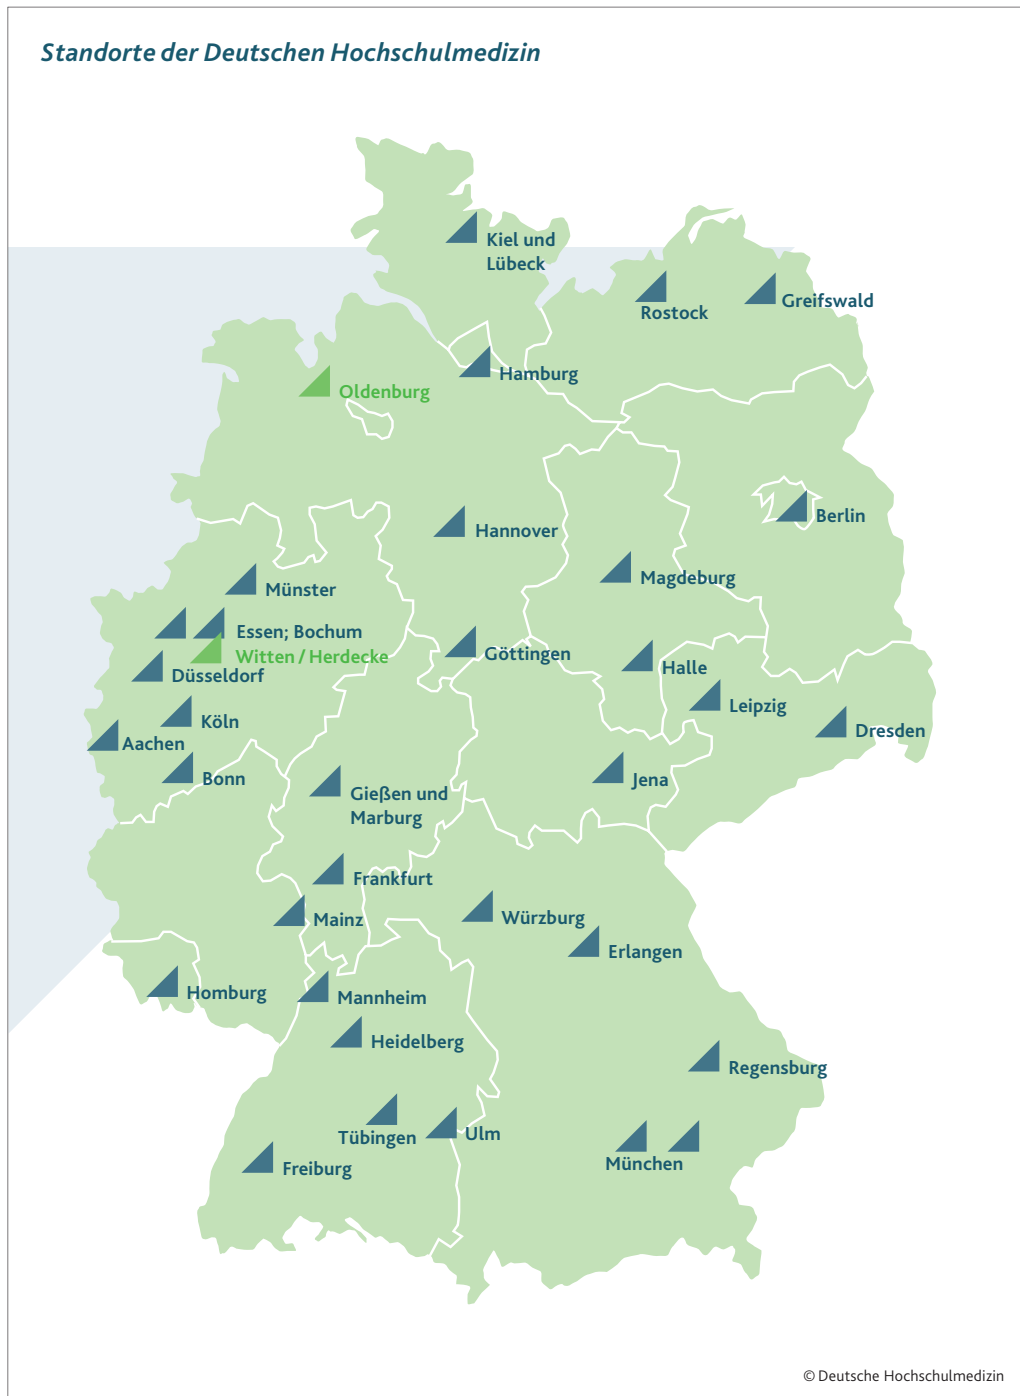 Standorte der Deutschen Hochschulmedizin
Kiel und
Lübeck
Rostock
Greifswald
Hamburg
Oldenburg
Berlin
Hannover
Magdeburg
Münster
Essen; Bochum
Witten / Herdecke
Göttingen
Halle
Düsseldorf
Leipzig
Köln
Dresden
Aachen
Bonn
Jena
Gießen und
Marburg
Frankfurt
Mainz
Würzburg
Erlangen
Homburg
Mannheim
Heidelberg
Regensburg
Tübingen
Ulm
München
Freiburg
© Deutsche Hochschulmedizin